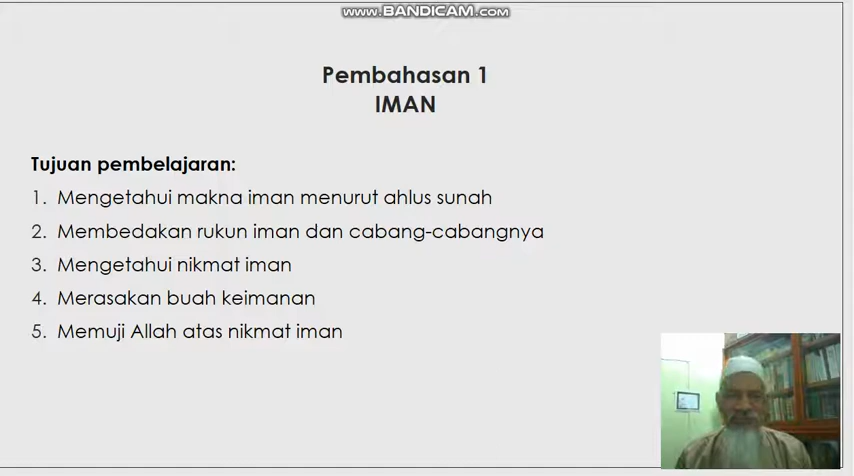 www.BANDICAM.com
Pembahasan 1
IMAN
Tujuan pembelajaran:
1. Mengetahui makna iman menurut ahlus sunah
2. Membedakan rukun iman dan cabang-cabangnya
3. Mengetahui nikmat iman
4. Merasakan buah keimanan
5. Memuji Allah atas nikmat iman